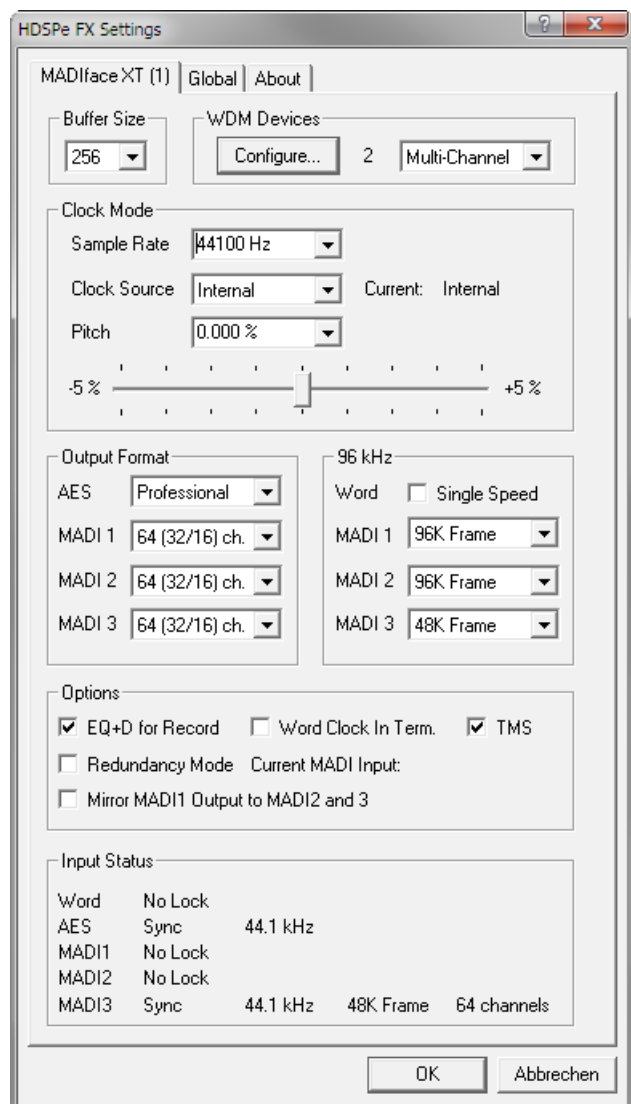 HDSPe FX Settings
MADIface XT (1) Global About
Buffer Size
256
WDM Devices
Configure... 2 Multi-Channel
Clock Mode
Sample Rate 44100 Hz
Clock Source Internal Current: Internal
Pitch 0.000 %
-5 % +5 %
Output Format
AES Professional
MADI 1 64 (32/16) ch.
MADI 2 64 (32/16) ch.
MADI 3 64 (32/16) ch.
96 kHz
Word Single Speed
MADI 1 96K Frame
MADI 2 96K Frame
MADI 3 48K Frame
Options
EQ+D for Record Word Clock In Term. TMS
Redundancy Mode Current MADI Input:
Mirror MADI1 Output to MADI2 and 3
Input Status
Word No Lock
AES Sync 44.1 kHz
MADI1 No Lock
MADI2 No Lock
MADI3 Sync 44.1 kHz 48K Frame 64 channels
OK Abbrechen